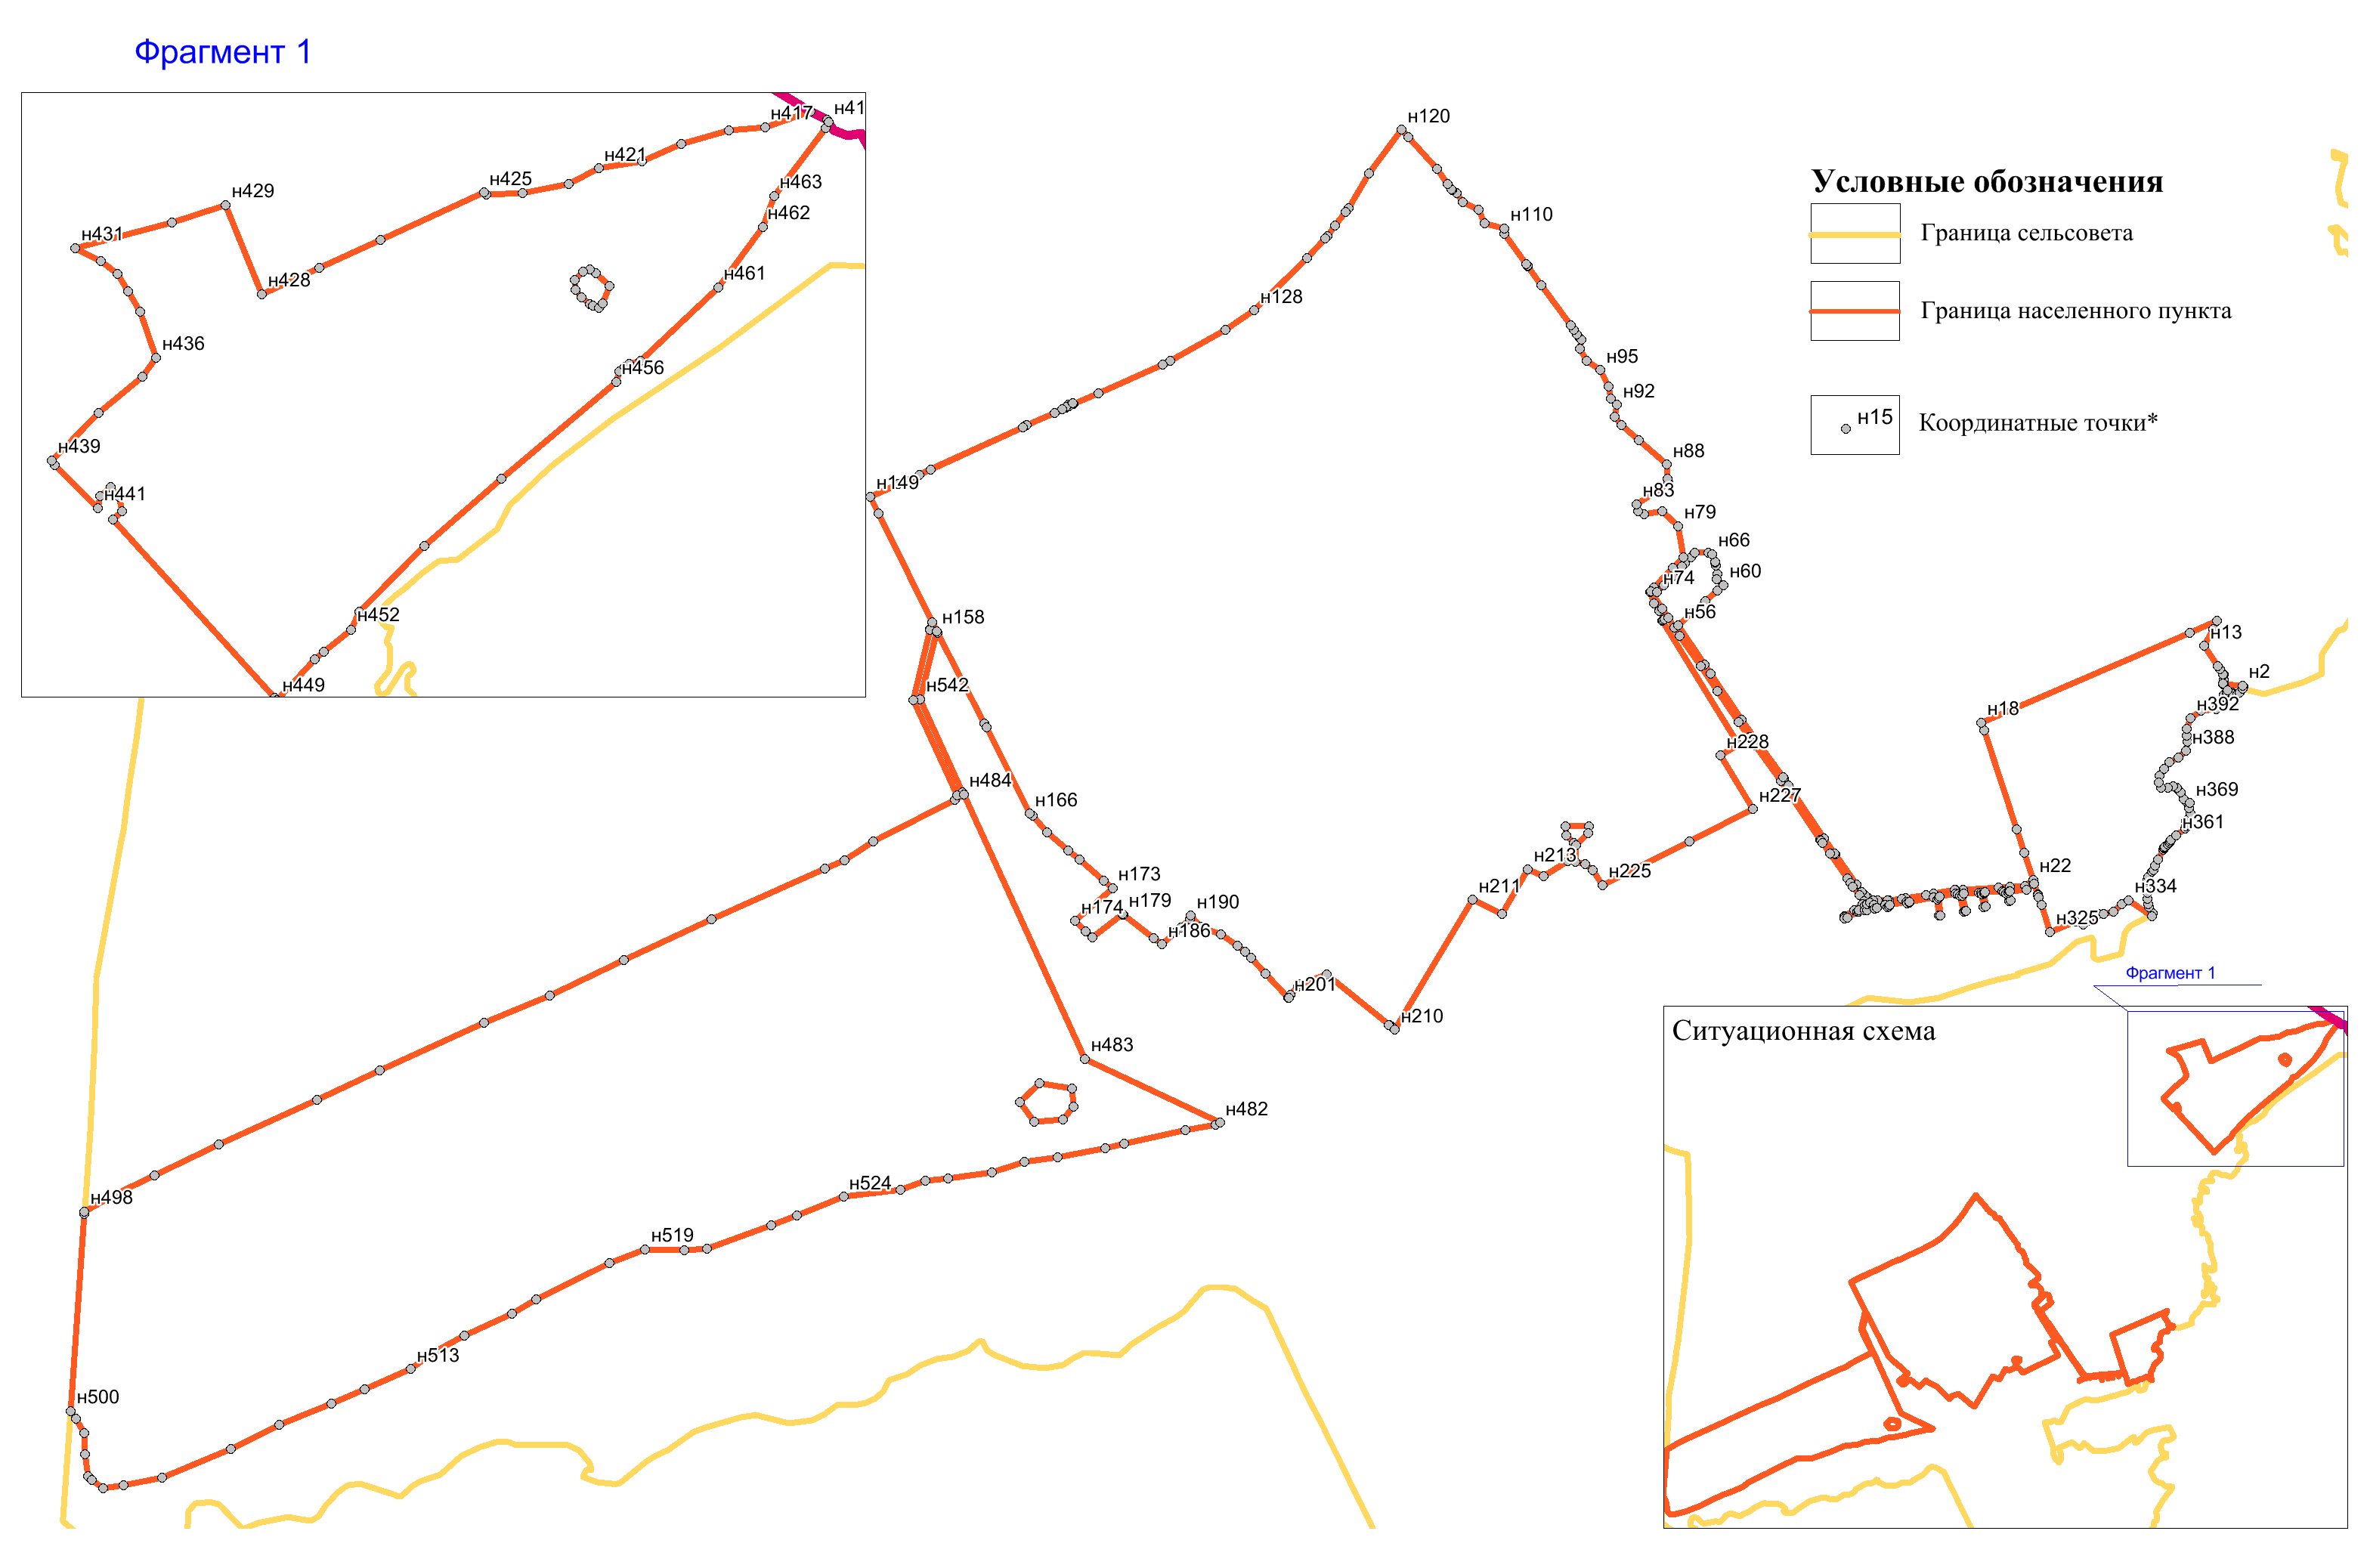 Фрагмент 1
н417
н41
н421
н425
н463
н462
н429
н431
н428
н461
н436
н456
н439
н441
н452
н449
н120
Условные обозначения
Граница сельсовета
Граница населенного пункта
н15
Координатные точки*
н110
н128
н95
н92
н88
н83
н79
н149
н66
н60
н74
н56
н158
н13
н2
н392
н18
н388
н542
н228
н484
н227
н369
н166
н361
н213
н22
н173
н225
н211
н334
н174
н179
н190
н186
н325
н201
н210
Фрагмент 1
Ситуационная схема
н483
н482
н498
н524
н519
н513
н500